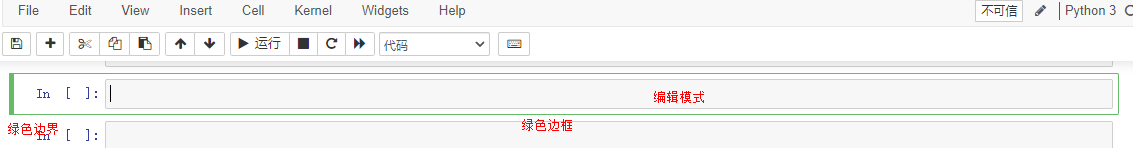 File Edit View Insert Cell Kernel Widgets Help 不可信 Python 3
运行 代码
In [ ]: 编辑模式
绿色边界 绿色边框
In [ ]: